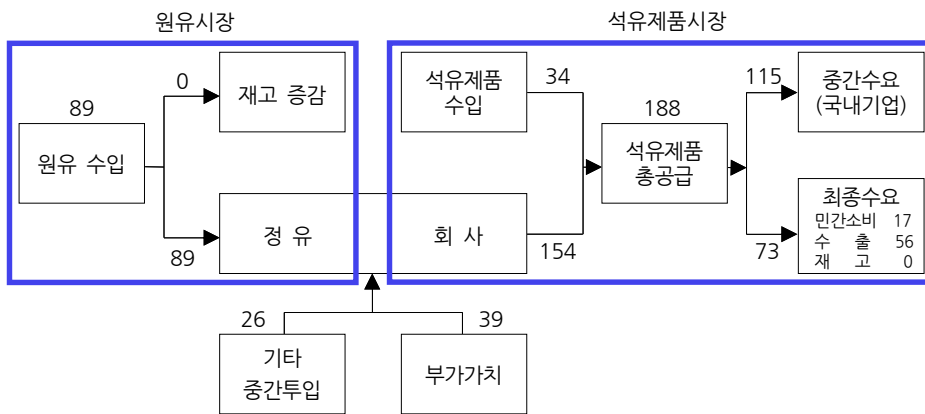 원유시장
석유제품시장
0
재고 증감
89
원유 수입
89
정 유
석유제품
수입
34
188
석유제품
총공급
회 사
154
115
중간수요
(국내기업)
최종수요
민간소비 17
수 출 56
재 고 0
73
26
기타
중간투입
39
부가가치